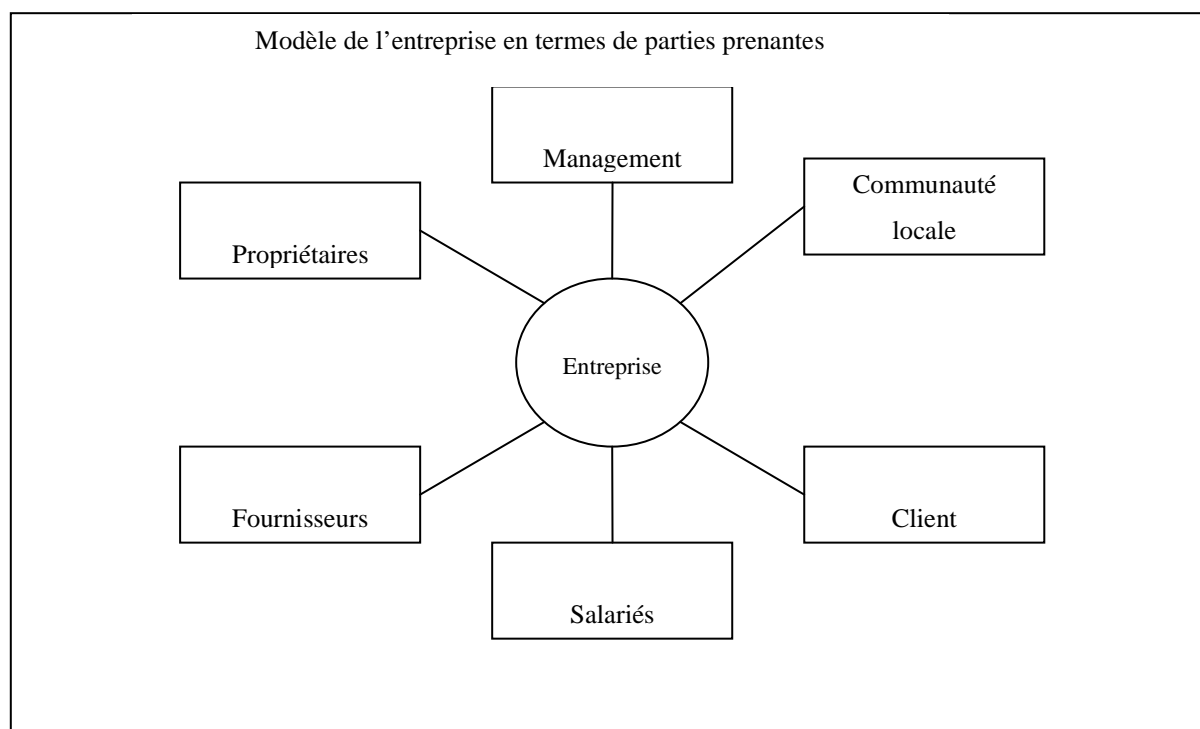 Modèle de l’entreprise en termes de parties prenantes
Management
Communauté
locale
Propriétaires
Entreprise
Fournisseurs
Client
Salariés